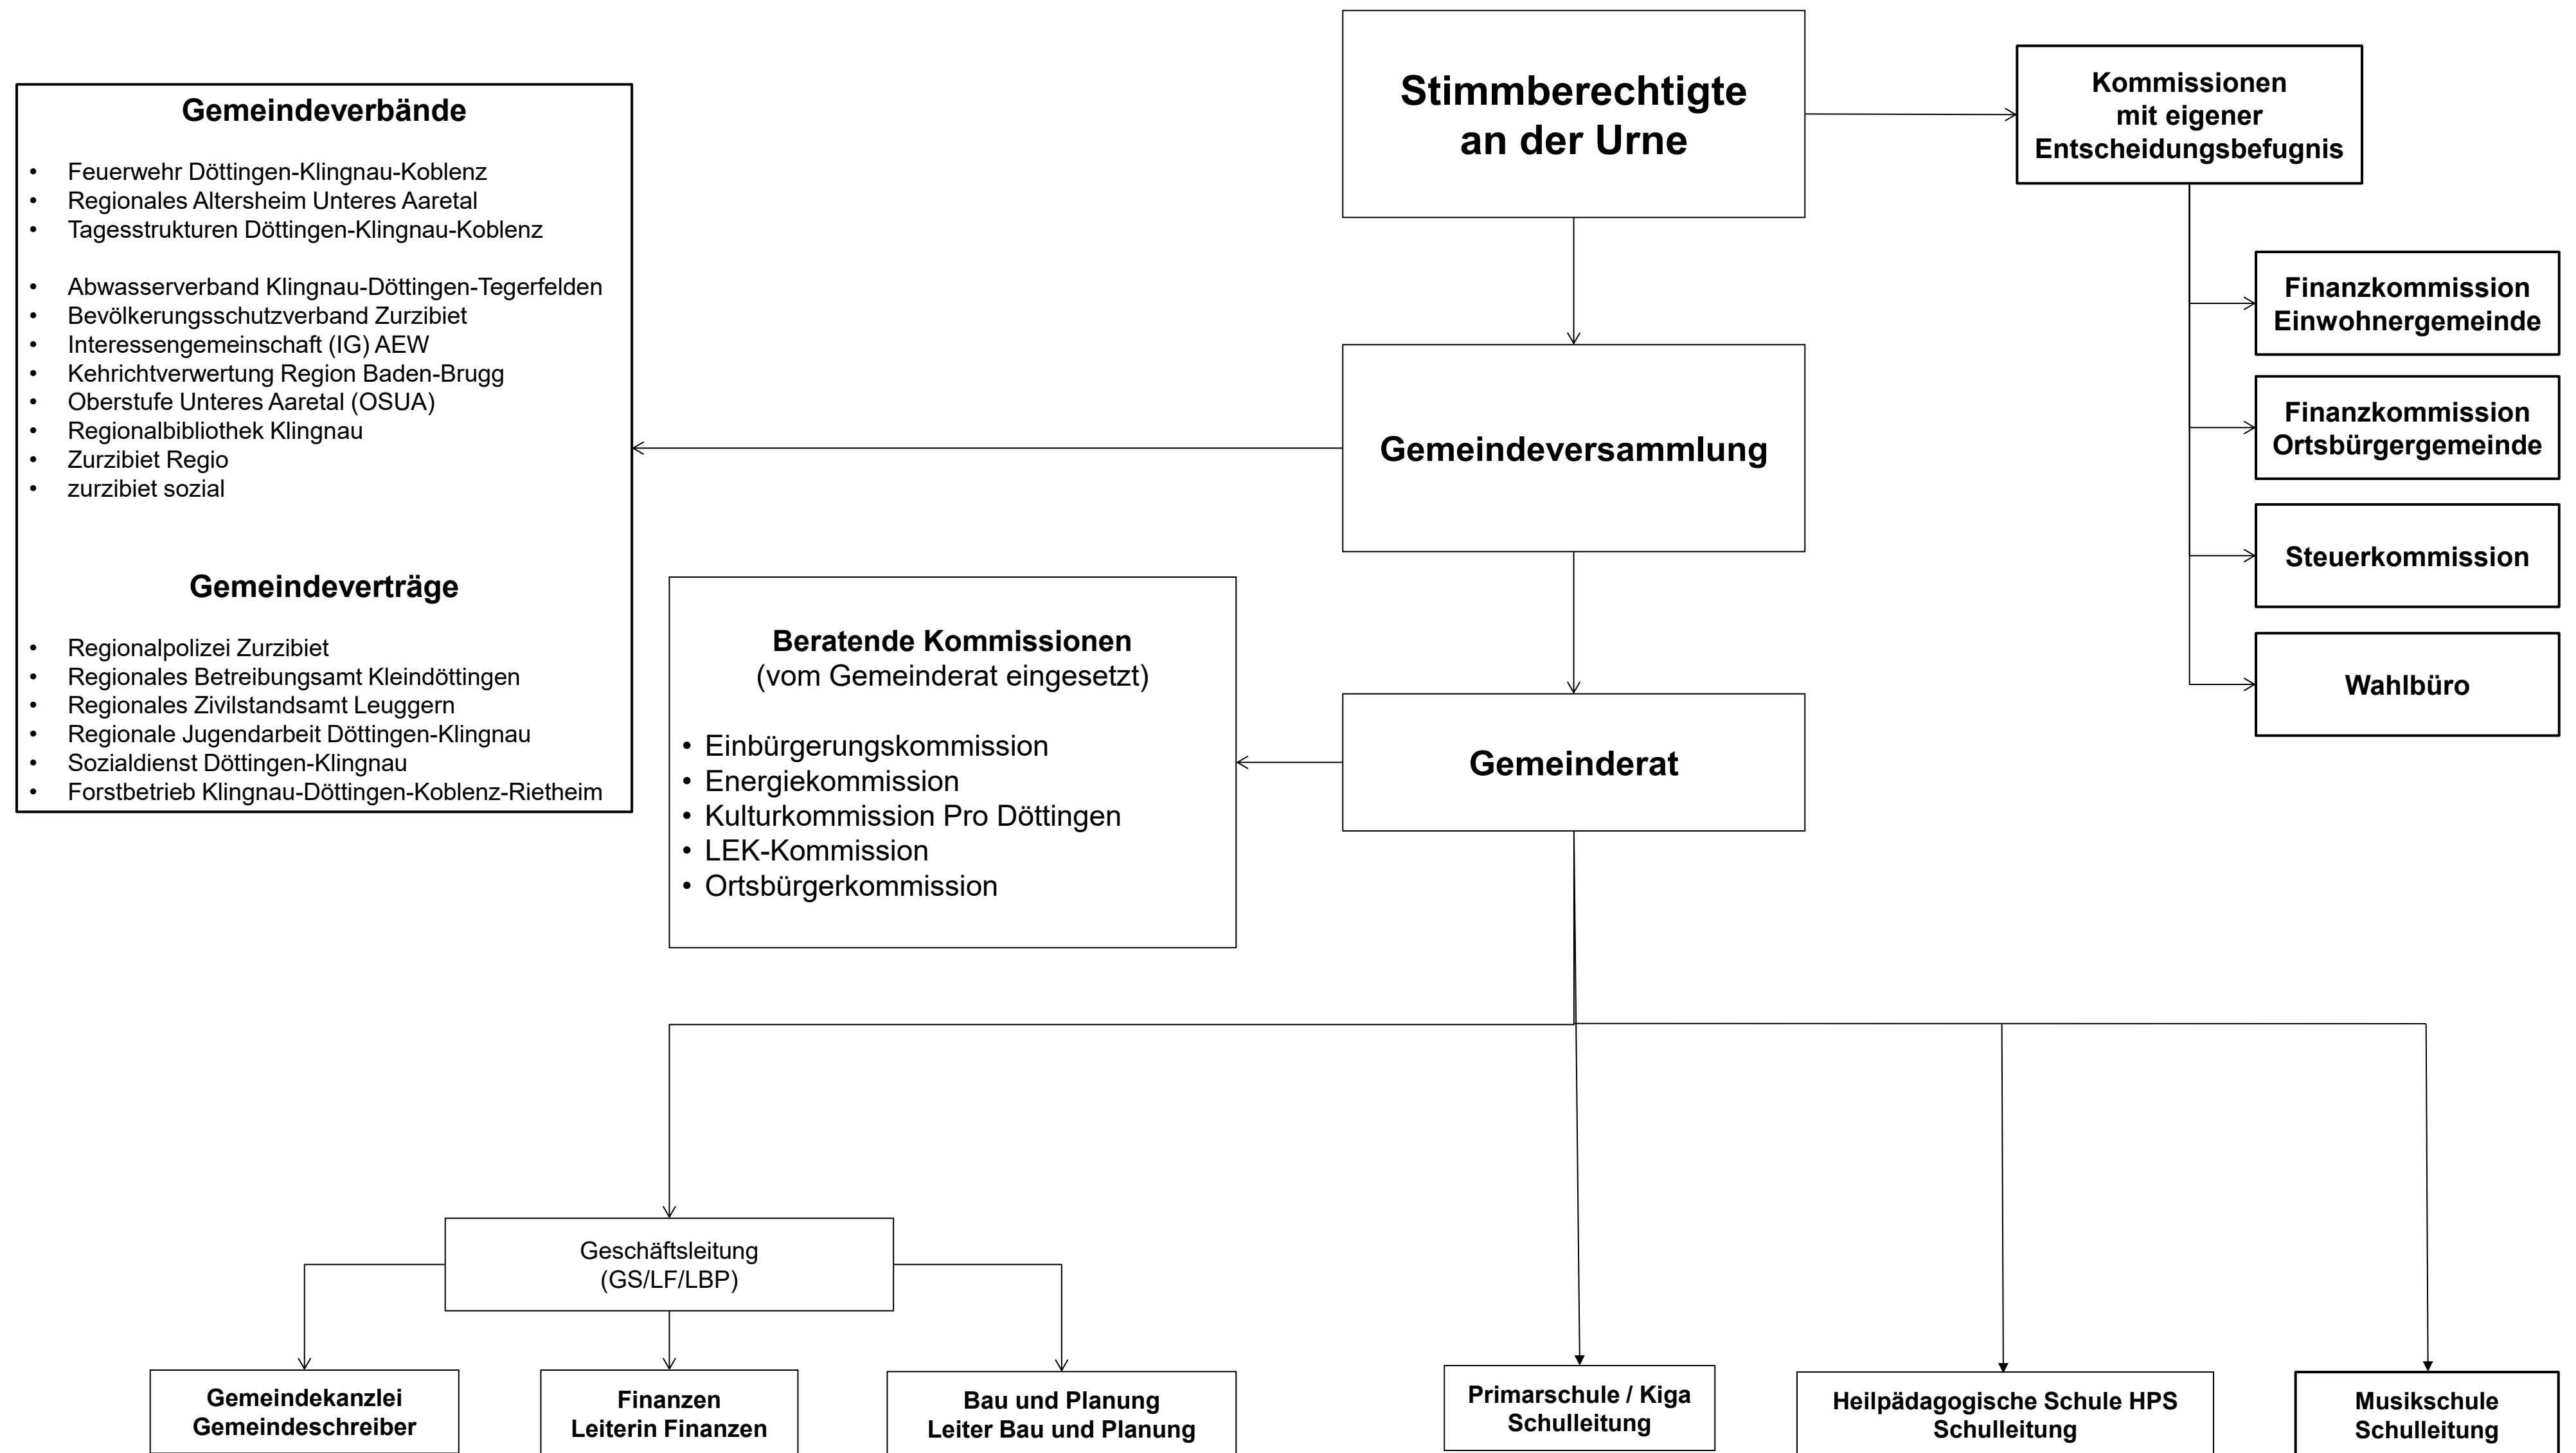 Stimmberechtigte
an der Urne
Kommissionen
mit eigener
Entscheidungsbefugnis
Gemeindeverbände
• Feuerwehr Döttingen-Klingnau-Koblenz
• Regionales Altersheim Unteres Aaretal
• Tagesstrukturen Döttingen-Klingnau-Koblenz
• Abwasserverband Klingnau-Döttingen-Tegerfelden
• Bevölkerungsschutzverband Zurzibiet
• Interessengemeinschaft (IG) AEW
• Kehrichtverwertung Region Baden-Brugg
• Oberstufe Unteres Aaretal (OSUA)
• Regionalbibliothek Klingnau
• Zurzibiet Regio
• zurzibiet sozial
Gemeindeverträge
• Regionalpolizei Zurzibiet
• Regionales Betreibungsamt Kleindöttingen
• Regionales Zivilstandsamt Leuggern
• Regionale Jugendarbeit Döttingen-Klingnau
• Sozialdienst Döttingen-Klingnau
• Forstbetrieb Klingnau-Döttingen-Koblenz-Rietheim
Gemeindeversammlung
Finanzkommission
Einwohnergemeinde
Finanzkommission
Ortsbürgergemeinde
Steuerkommission
Wahlbüro
Beratende Kommissionen
(vom Gemeinderat eingesetzt)
• Einbürgerungskommission
• Energiekommission
• Kulturkommission Pro Döttingen
• LEK-Kommission
• Ortsbürgerkommission
Gemeinderat
Geschäftsleitung
(GS/LF/LBP)
Gemeindekanzlei
Gemeindeschreiber
Finanzen
Leiterin Finanzen
Bau und Planung
Leiter Bau und Planung
Primarschule / Kiga
Schulleitung
Heilpädagogische Schule HPS
Schulleitung
Musikschule
Schulleitung